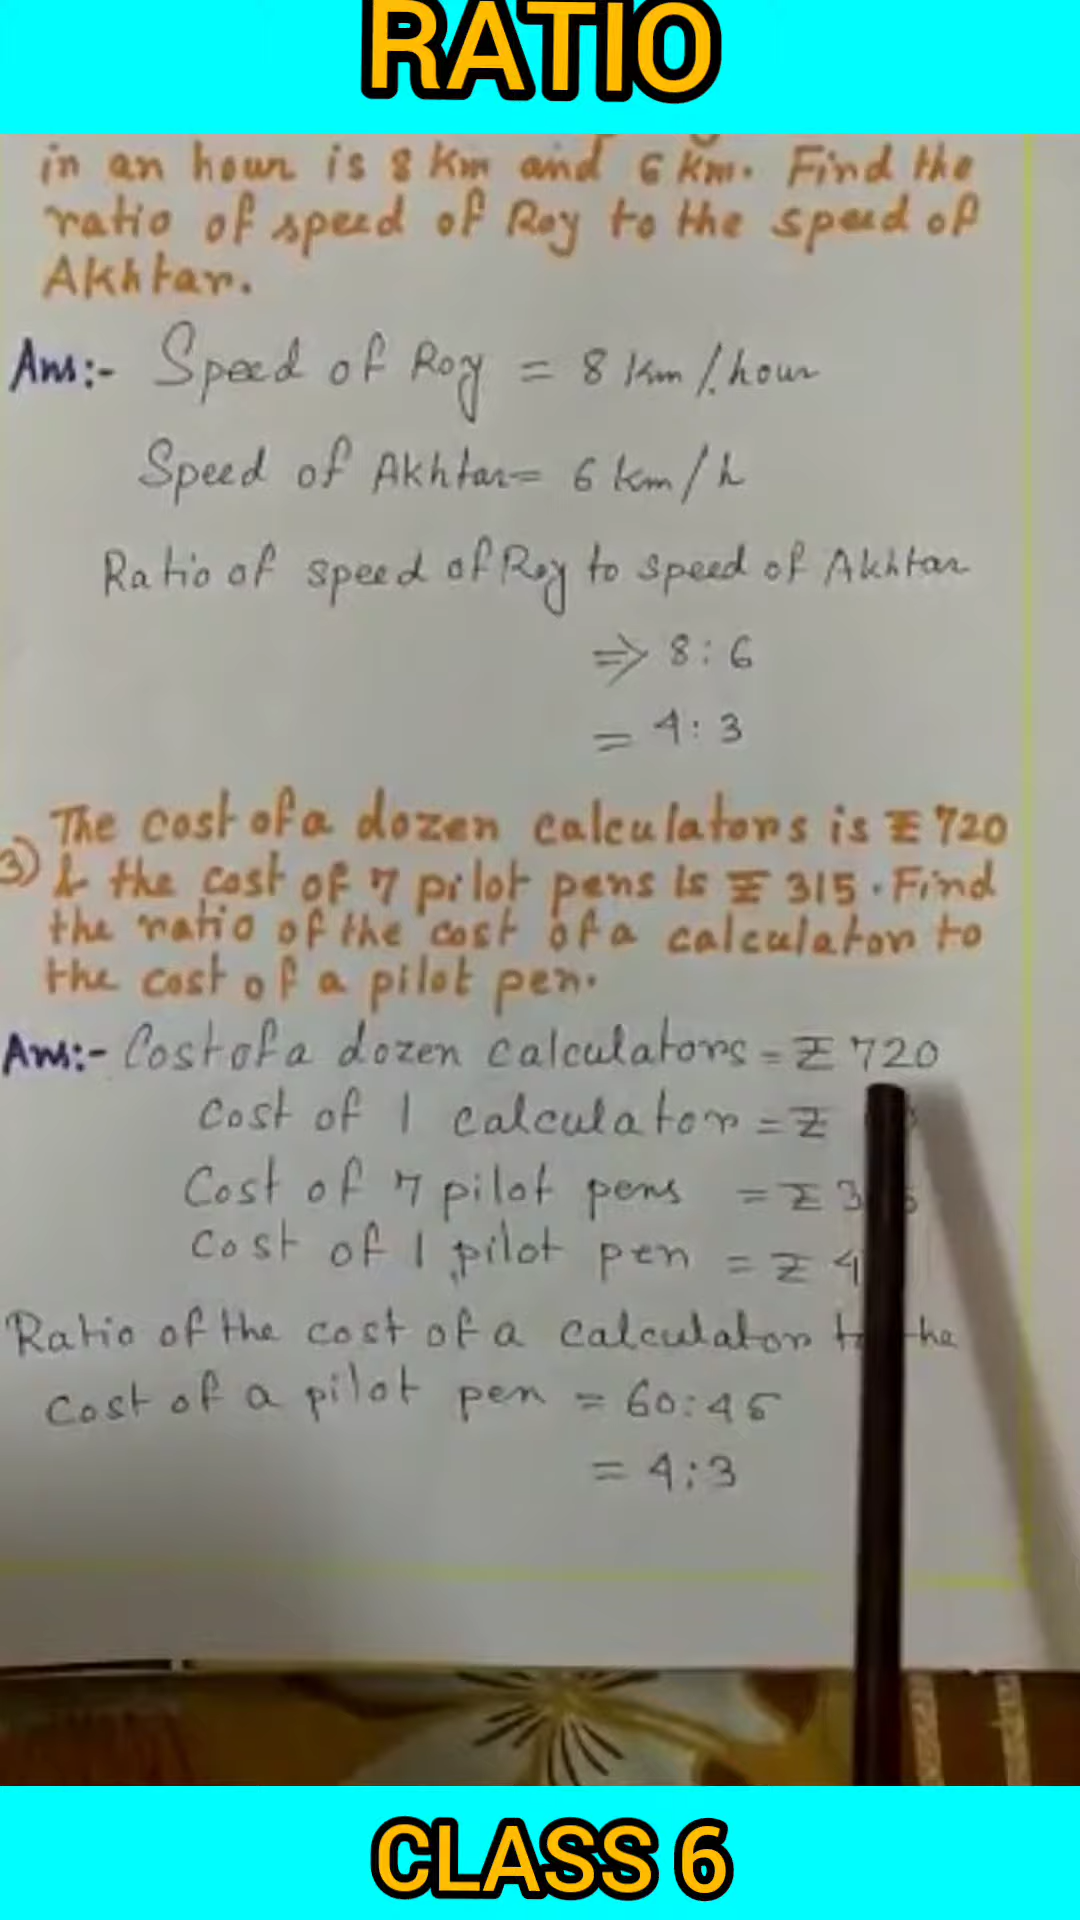 RATIO
in an hour is 8 Km and 6 Km. Find the
ratio of speed of Roy to the speed of
Akhtar.
Ans:- Speed of Roy = 8 km/hour
Speed of Akhtar = 6 km/h
Ratio of speed of Roy to speed of Akhtar
⇒ 8:6
= 4:3
3) The cost of a dozen calculators is ₹ 720
& the cost of 7 pilot pens is ₹ 315. Find
the ratio of the cost of a calculator to
the cost of a pilot pen.
Ans:- Cost of a dozen calculators = ₹ 720
Cost of 1 calculator = ₹
Cost of 7 pilot pens = ₹
Cost of 1 pilot pen = ₹
Ratio of the cost of a calculator the
cost of a pilot pen = 60:45
= 4:3
CLASS 6